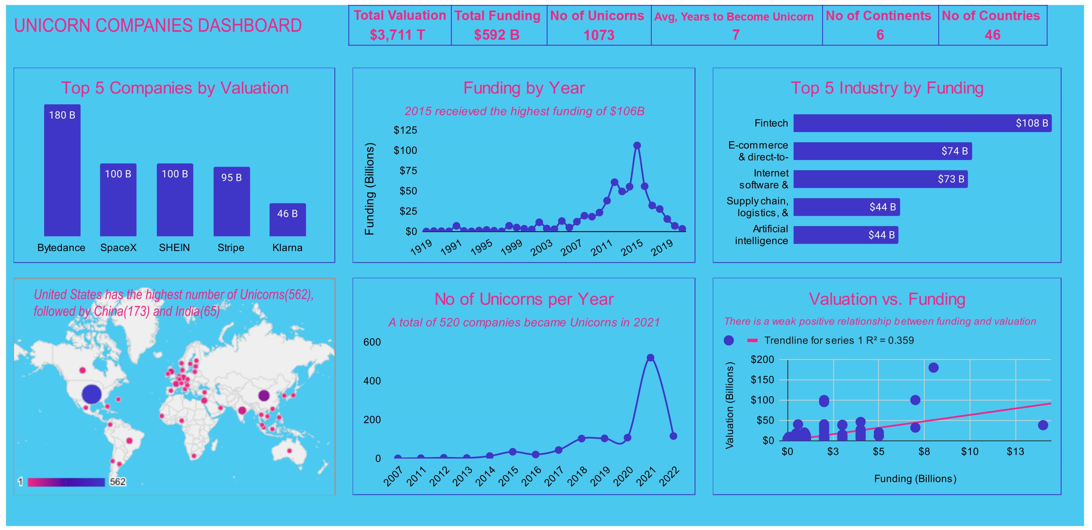 UNICORN COMPANIES DASHBOARD
Total Valuation
$3,711 T
Total Funding
$592 B
No of Unicorns
1073
Avg, Years to Become Unicorn
7
No of Continents
6
No of Countries
46
Top 5 Companies by Valuation
180 B
100 B
100 B
95 B
46 B
Bytedance
SpaceX
SHEIN
Stripe
Klarna
Funding by Year
2015 receieved the highest funding of $106B
Funding (Billions)
$125
$100
$75
$50
$25
$0
1919
1991
1995
1999
2003
2007
2011
2015
2019
Top 5 Industry by Funding
Fintech
$108 B
E-commerce
& direct-to-
$74 B
Internet
software &
$73 B
Supply chain,
logistics, &
$44 B
Artificial
intelligence
$44 B
United States has the highest number of Unicorns(562),
followed by China(173) and India(65)
1
562
No of Unicorns per Year
A total of 520 companies became Unicorns in 2021
600
400
200
0
2007
2011
2012
2013
2014
2015
2016
2017
2018
2019
2020
2021
2022
Valuation vs. Funding
There is a weak positive relationship between funding and valuation
Trendline for series 1 R² = 0.359
Valuation (Billions)
$200
$150
$100
$50
$0
$0
$3
$5
$8
$10
$13
Funding (Billions)